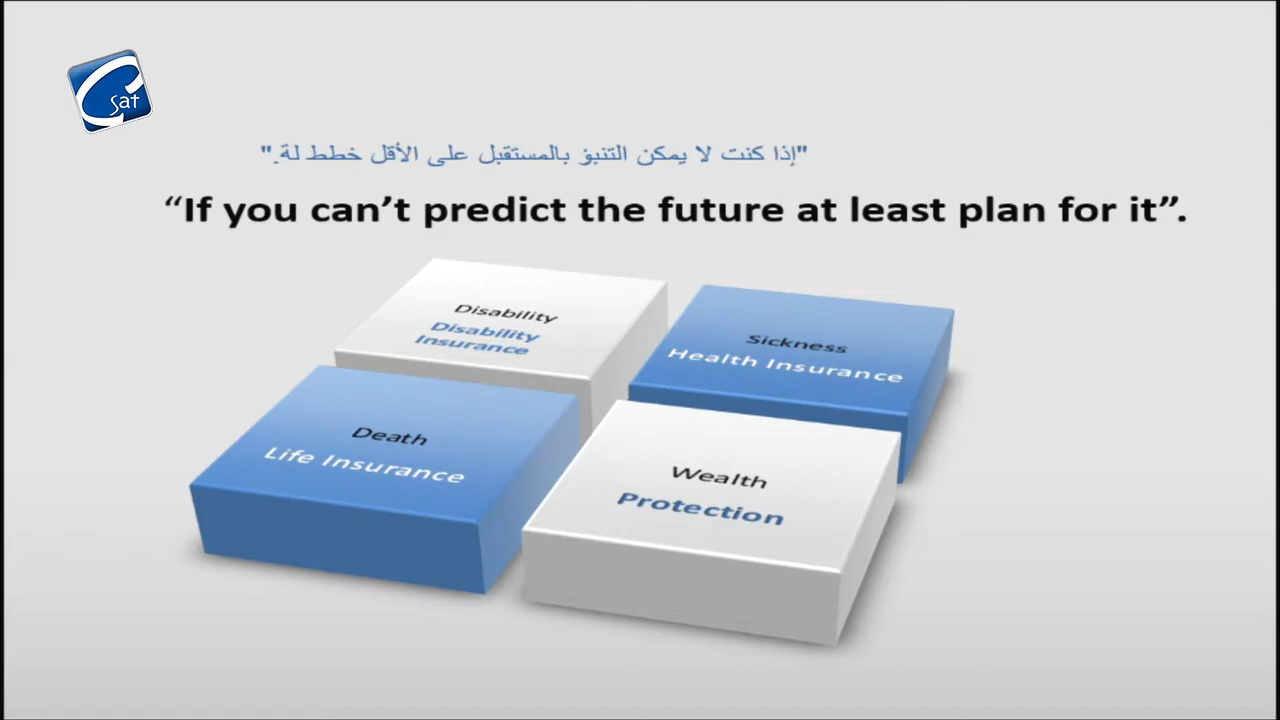 C
Sat
"إذا كنت لا يمكن التنبؤ بالمستقبل على الأقل خطط لة."
“If you can’t predict the future at least plan for it”.
Disability
Disability
Insurance
Sickness
Health Insurance
Death
Life Insurance
Wealth
Protection